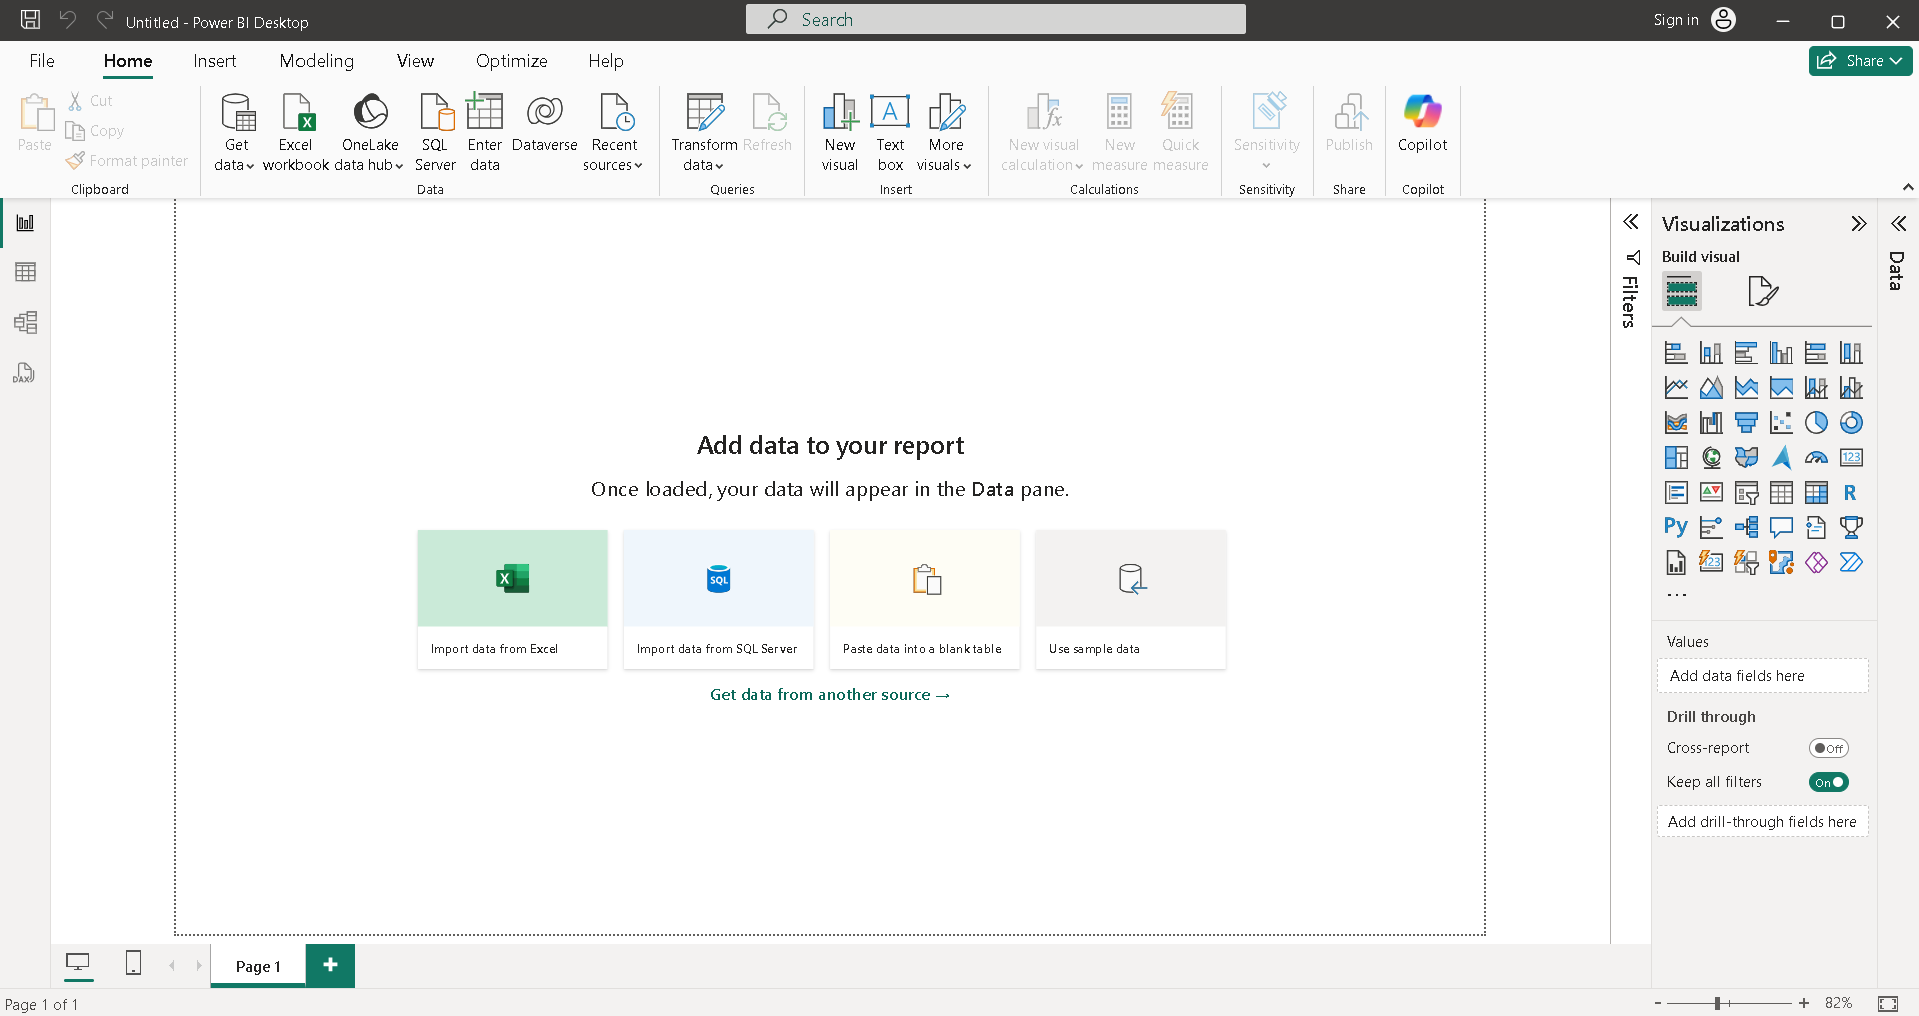 Untitled - Power BI Desktop
Search
Sign in
File
Home
Insert
Modeling
View
Optimize
Help
Share
Paste
Cut
Copy
Format painter
Clipboard
Get data
Excel workbook
OneLake data hub
SQL Server
Enter data
Dataverse
Recent sources
Data
Transform data
Refresh
Queries
New visual
Text box
More visuals
Insert
New visual calculation
New measure
Quick measure
Calculations
Sensitivity
Sensitivity
Publish
Share
Copilot
Copilot
DAX
Add data to your report
Once loaded, your data will appear in the Data pane.
X
SQL
Import data from Excel
Import data from SQL Server
Paste data into a blank table
Use sample data
Get data from another source →
Filters
Visualizations
Build visual
123
R
Py
123
Values
Add data fields here
Drill through
Cross-report
Off
Keep all filters
On
Add drill-through fields here
Data
Page 1
Page 1 of 1
82%